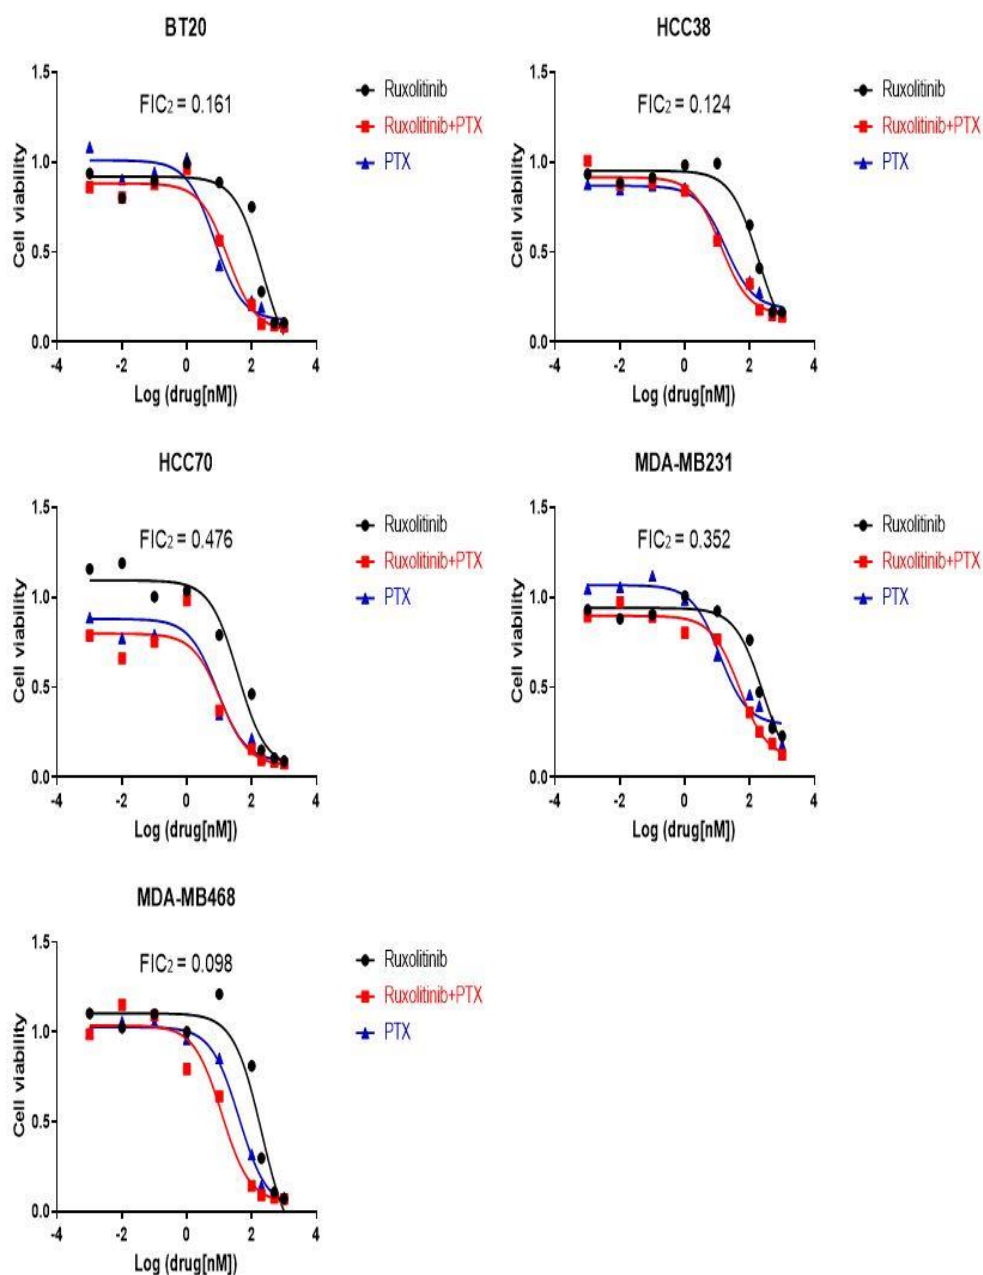 BT20
1.5
FIC2 = 0.161
Ruxolitinib
Ruxolitinib+PTX
PTX
1.0
Cell viability
0.5
0.0
-4 -2 0 2 4
Log (drug[nM])
HCC38
1.5
FIC2 = 0.124
Ruxolitinib
Ruxolitinib+PTX
PTX
1.0
Cell viability
0.5
0.0
-4 -2 0 2 4
Log (drug[nM])
HCC70
1.5
FIC2 = 0.476
Ruxolitinib
Ruxolitinib+PTX
PTX
1.0
Cell viability
0.5
0.0
-4 -2 0 2 4
Log (drug[nM])
MDA-MB231
1.5
FIC2 = 0.352
Ruxolitinib
Ruxolitinib+PTX
PTX
1.0
Cell viability
0.5
0.0
-4 -2 0 2 4
Log (drug[nM])
MDA-MB468
1.5
FIC2 = 0.098
Ruxolitinib
Ruxolitinib+PTX
PTX
1.0
Cell viability
0.5
0.0
-4 -2 0 2 4
Log (drug[nM])